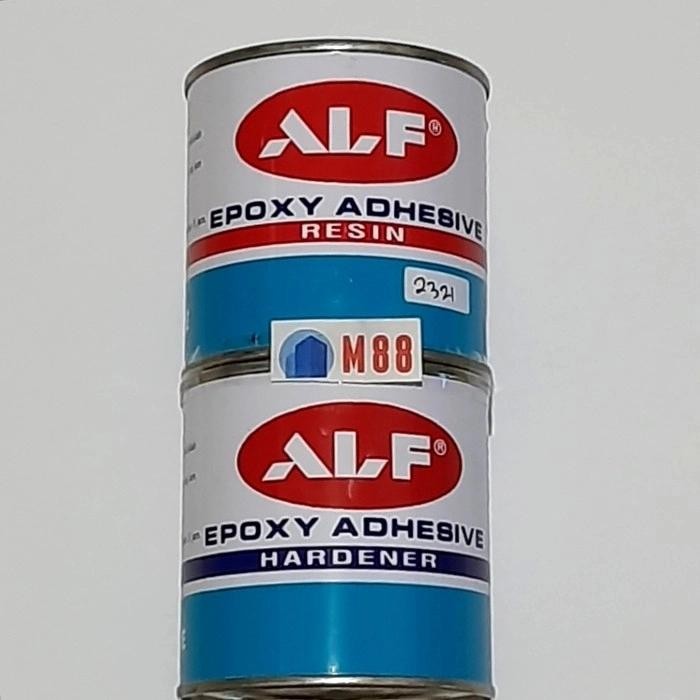 ALF®
EPOXY ADHESIVE
RESIN
2321
M88
ALF®
EPOXY ADHESIVE
HARDENER